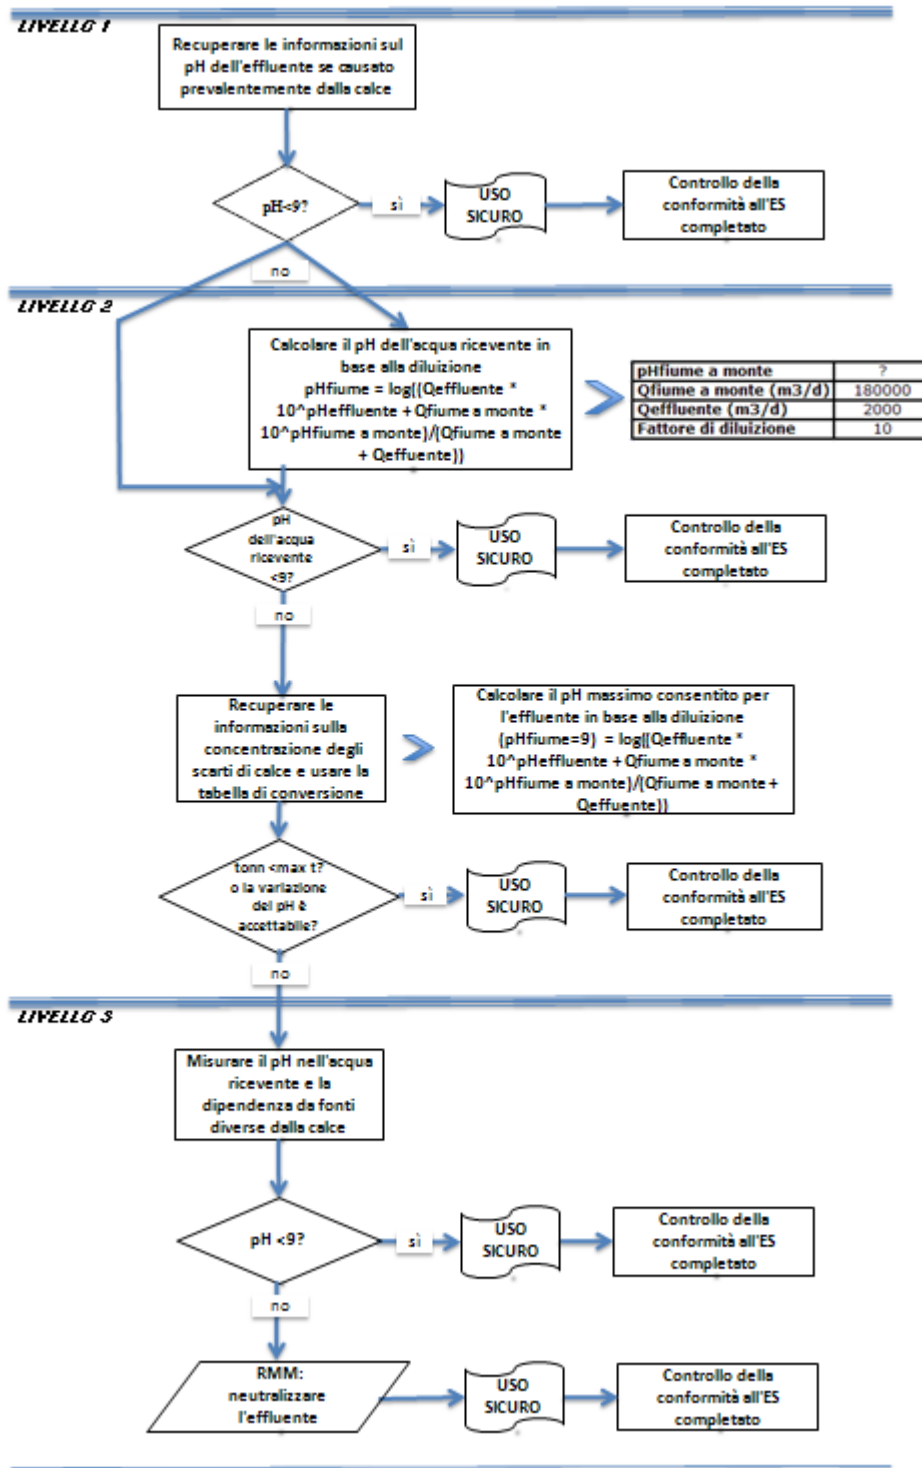 LIVELLO 1
Recuperare le informazioni sul
pH dell'effluente se causato
prevalentemente dalla calce
pH<9?
sì
USO
SICURO
Controllo della
conformità all'ES
completato
no
LIVELLO 2
Calcolare il pH dell'acqua ricevente in
base alla diluizione
pHfiume = log((Qeffluente *
10^pHeffluente + Qfiume a monte *
10^pHfiume a monte)/(Qfiume a monte
+ Qeffuente))
pHfiume a monte ?
Qfiume a monte (m3/d) 180000
Qeffluente (m3/d) 2000
Fattore di diluizione 10
pH
dell'acqua
ricevente
<9?
sì
USO
SICURO
Controllo della
conformità all'ES
completato
no
Recuperare le
informazioni sulla
concentrazione degli
scarti di calce e usare la
tabella di conversione
Calcolare il pH massimo consentito per
l'effluente in base alla diluizione
(pHfiume=9) = log((Qeffluente *
10^pHeffluente + Qfiume a monte *
10^pHfiume a monte)/(Qfiume a monte +
Qeffuente))
tonn <max t?
o la variazione
del pH è
accettabile?
sì
USO
SICURO
Controllo della
conformità all'ES
completato
no
LIVELLO 3
Misurare il pH nell'acqua
ricevente e la
dipendenza da fonti
diverse dalla calce
pH <9?
sì
USO
SICURO
Controllo della
conformità all'ES
completato
no
RMM:
neutralizzare
l'effluente
USO
SICURO
Controllo della
conformità all'ES
completato